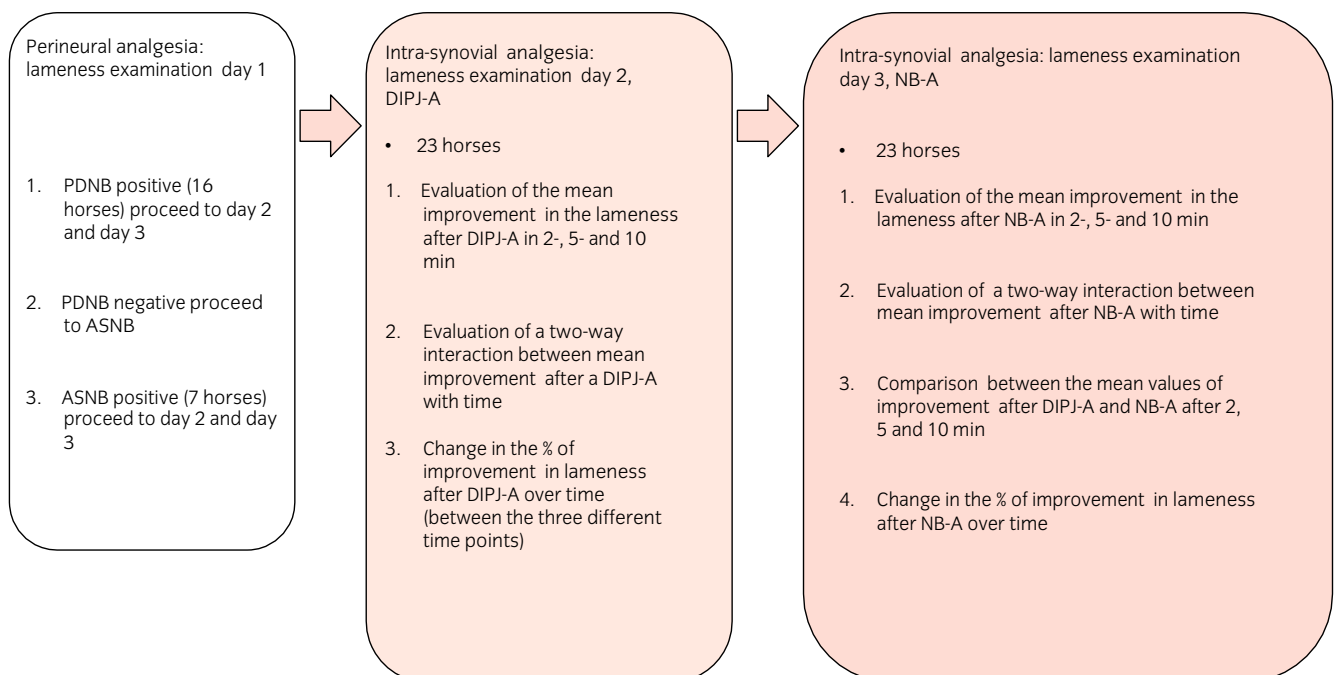 Perineural analgesia:
lameness examination day 1
1. PDNB positive (16
horses) proceed to day 2
and day 3
2. PDNB negative proceed
to ASNB
3. ASNB positive (7 horses)
proceed to day 2 and day
3
Intra-synovial analgesia:
lameness examination day 2,
DIPJ-A
• 23 horses
1. Evaluation of the mean
improvement in the lameness
after DIPJ-A in 2-, 5- and 10
min
2. Evaluation of a two-way
interaction between mean
improvement after a DIPJ-A
with time
3. Change in the % of
improvement in lameness
after DIPJ-A over time
(between the three different
time points)
Intra-synovial analgesia: lameness examination
day 3, NB-A
• 23 horses
1. Evaluation of the mean improvement in the
lameness after NB-A in 2-, 5- and 10 min
2. Evaluation of a two-way interaction between
mean improvement after NB-A with time
3. Comparison between the mean values of
improvement after DIPJ-A and NB-A after 2,
5 and 10 min
4. Change in the % of improvement in lameness
after NB-A over time